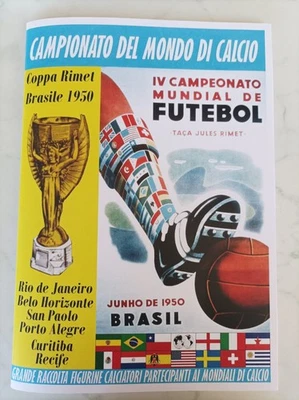 CAMPIONATO DEL MONDO DI CALCIO
Coppa Rimet
Brasile 1950
IV CAMPEONATO
MUNDIAL DE
FUTEBOL
TAÇA JULES RIMET
Rio de Janeiro
Belo Horizonte
San Paolo
Porto Alegre
Curitiba
Recife
JUNHO DE 1950
BRASIL
GRANDE RACCOLTA FIGURINE CALCIATORI PARTECIPANTI AI MONDIALI DI CALCIO